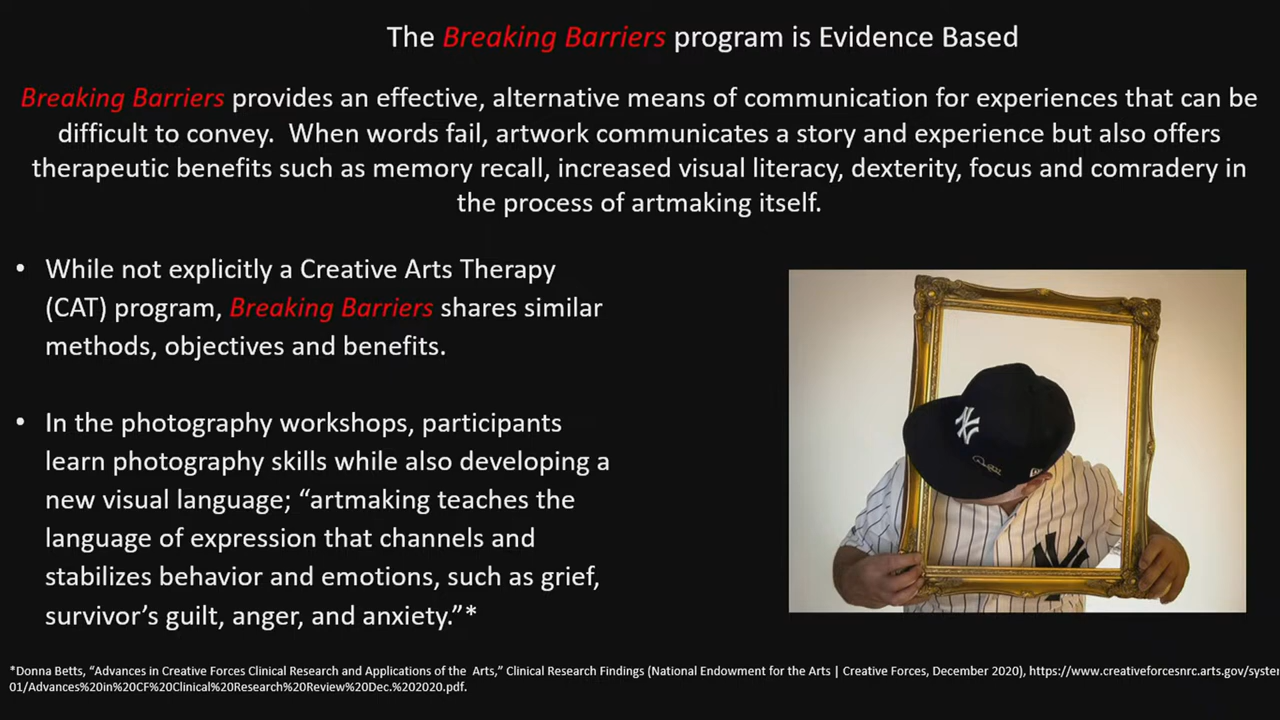 The Breaking Barriers program is Evidence Based
Breaking Barriers provides an effective, alternative means of communication for experiences that can be
difficult to convey.  When words fail, artwork communicates a story and experience but also offers
therapeutic benefits such as memory recall, increased visual literacy, dexterity, focus and comradery in
the process of artmaking itself.
• While not explicitly a Creative Arts Therapy
(CAT) program, Breaking Barriers shares similar
methods, objectives and benefits.
• In the photography workshops, participants
learn photography skills while also developing a
new visual language; “artmaking teaches the
language of expression that channels and
stabilizes behavior and emotions, such as grief,
survivor’s guilt, anger, and anxiety.”*
NY
NY
*Donna Betts, “Advances in Creative Forces Clinical Research and Applications of the  Arts,” Clinical Research Findings (National Endowment for the Arts | Creative Forces, December 2020), https://www.creativeforcesnrc.arts.gov/syste
01/Advances%20in%20CF%20Clinical%20Research%20Review%20Dec.%202020.pdf.